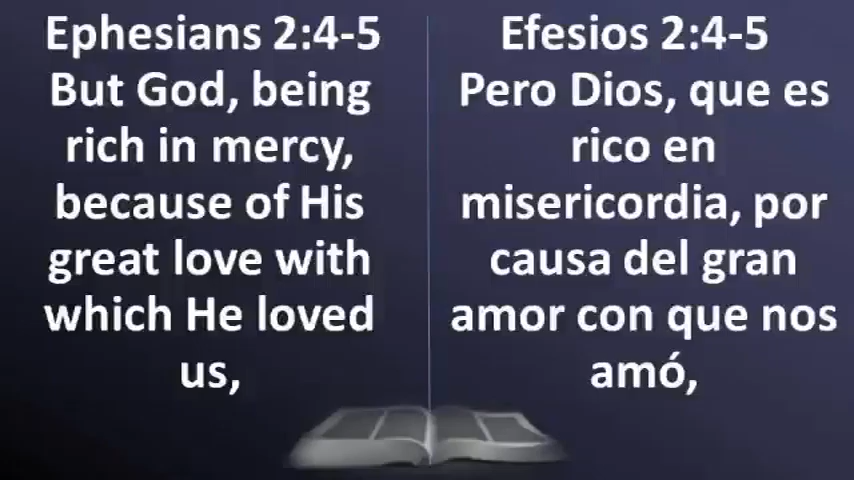 Ephesians 2:4-5
But God, being
rich in mercy,
because of His
great love with
which He loved
us,
Efesios 2:4-5
Pero Dios, que es
rico en
misericordia, por
causa del gran
amor con que nos
amó,